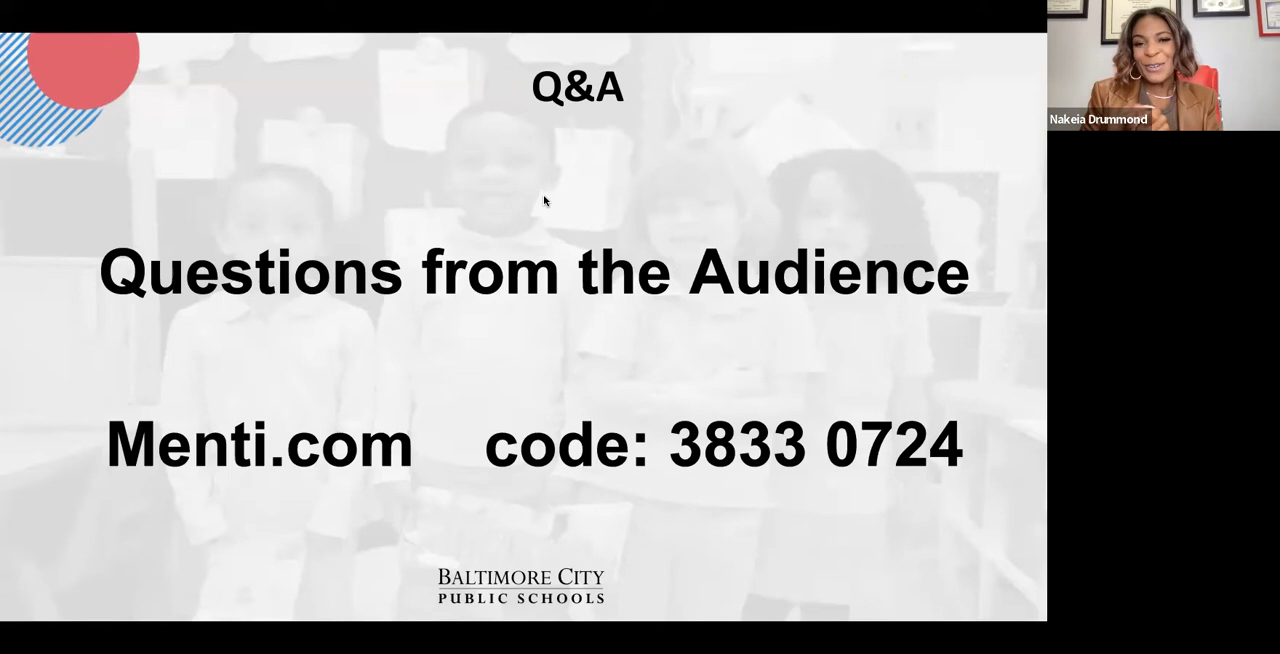 Q&A
Nakeia Drummond
Questions from the Audience
Menti.com code: 3833 0724
BALTIMORE CITY
PUBLIC SCHOOLS